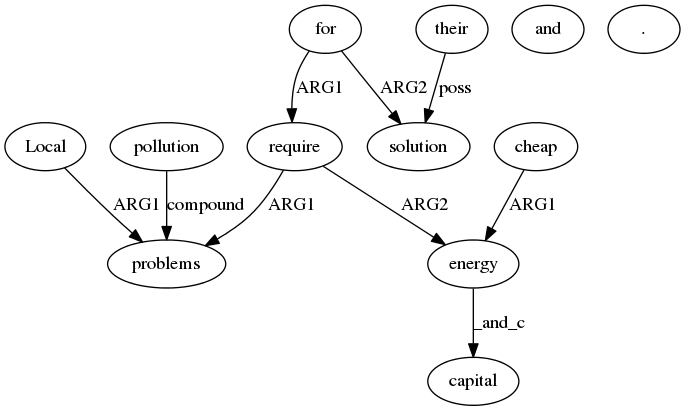 for their and .
ARG1 ARG2 poss
Local pollution require solution cheap
ARG1 compound ARG1 ARG2 ARG1
problems energy
_and_c
capital